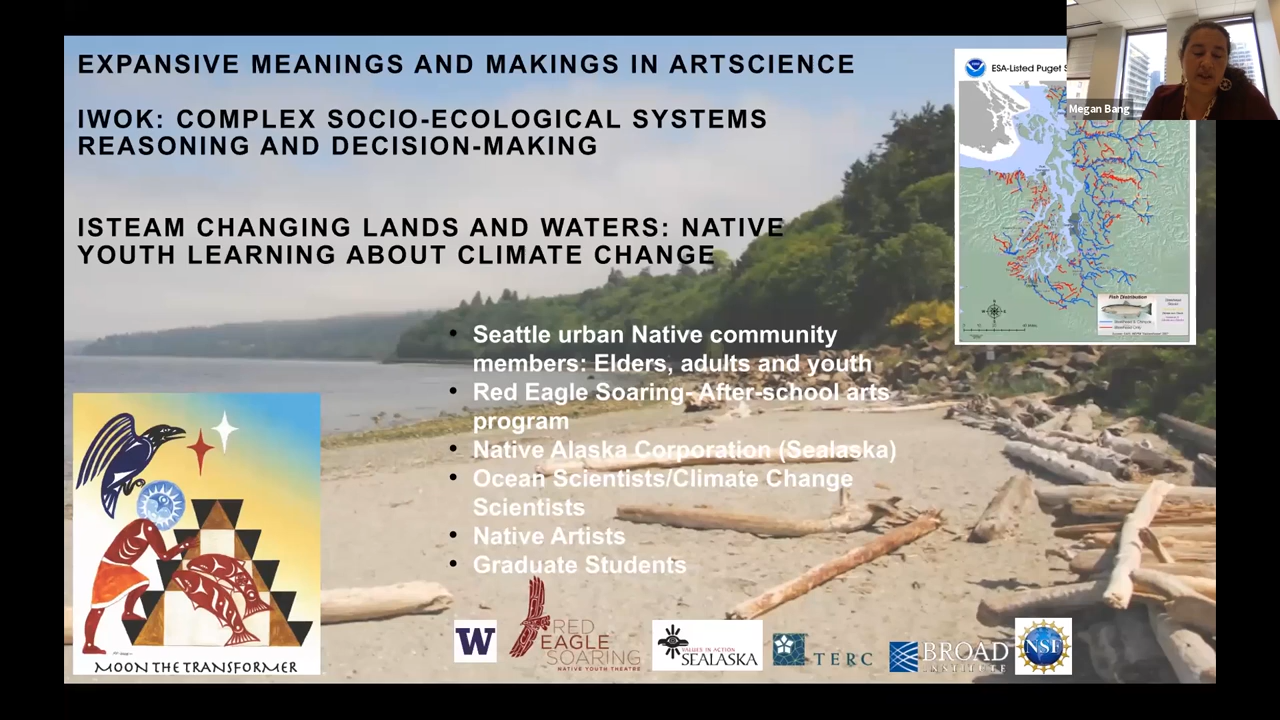 EXPANSIVE MEANINGS AND MAKINGS IN ARTSCIENCE
IWOK: COMPLEX SOCIO-ECOLOGICAL SYSTEMS
REASONING AND DECISION-MAKING
ISTEAM CHANGING LANDS AND WATERS: NATIVE
YOUTH LEARNING ABOUT CLIMATE CHANGE
ESA-Listed Puget S
Megan Bang
Fish Distribution
• Seattle urban Native community
members: Elders, adults and youth
• Red Eagle Soaring- After-school arts
program
• Native Alaska Corporation (Sealaska)
• Ocean Scientists/Climate Change
Scientists
• Native Artists
• Graduate Students
MOON THE TRANSFORMER
W
RED
EAGLE
SOARING
NATIVE YOUTH THEATRE
VALUES IN ACTION
SEALASKA
TERC
BROAD
INSTITUTE
NSF